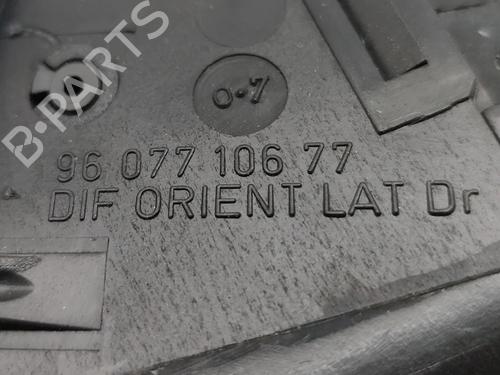 B-PARTS
0-7
96 077 106 77
DIF ORIENT LAT Dr